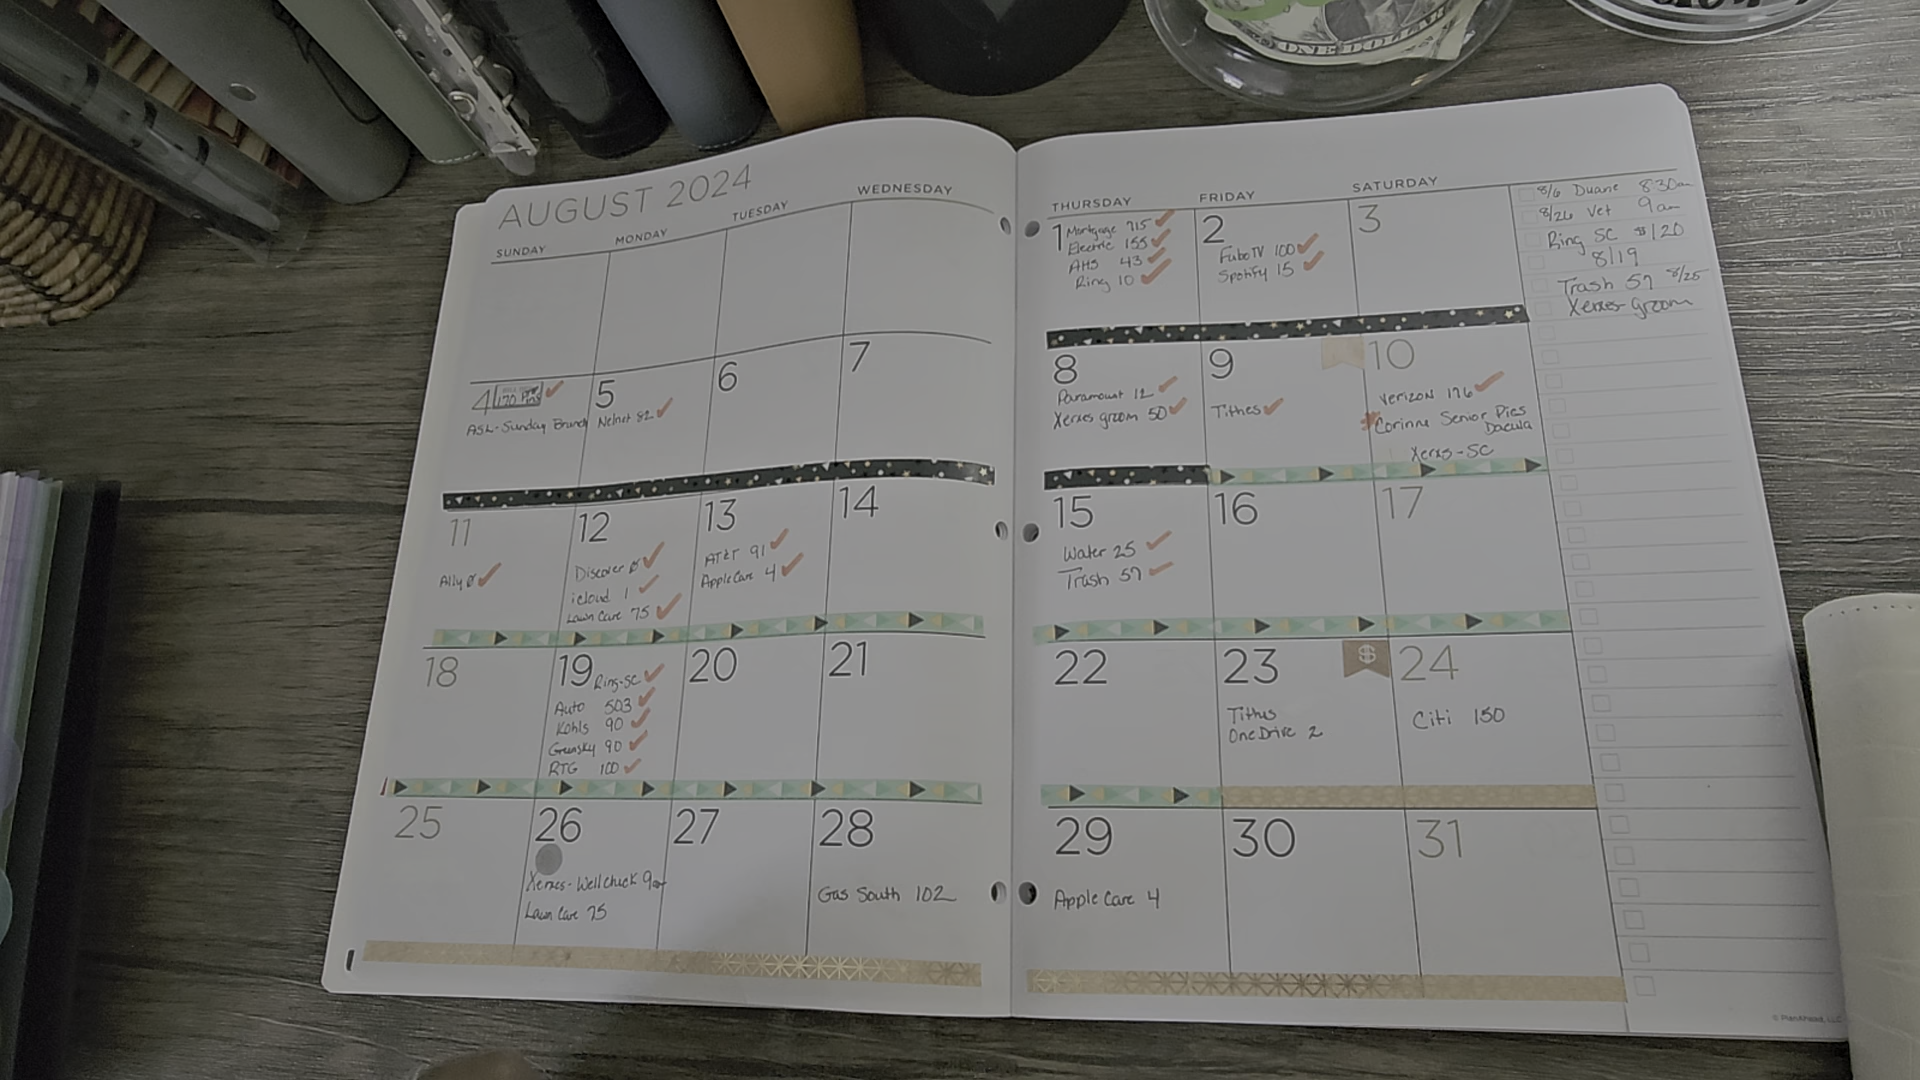 AUGUST 2024
SUNDAY MONDAY TUESDAY WEDNESDAY THURSDAY FRIDAY SATURDAY
1
Mortgage 715
Electric 155
AHS 43
Ring 10
2
FuboTV 100
Spotify 15
3
4
170
ASL-Sunday Brunch
5
Nelnet 82
6
7
8
Paramount 12
Xerxes groom 50
9
Tithes
10
Verizon 176
Corinne Senior Pics
Dacula
Xerxes-SC
11
Ally 0
12
Discover 0
icloud 1
Lawn Care 75
13
AT&T 91
AppleCare 4
14
15
Water 25
Trash 57
16
17
18
19
Ring-SC
Auto 503
Kohls 90
Greensky 90
RTG 100
20
21
22
23
Tithes
OneDrive 2
$
24
Citi 150
25
26
Xerxes-Wellcheck 9am
Lawn Care 75
27
28
Gas South 102
29
Apple Care 4
30
31
8/6 Duane 830am
8/26 Vet 9am
Ring SC $120
8/19
Trash 57 8/25
Xerxes-groom
© PlanAhead, LLC
ONE DOLLAR